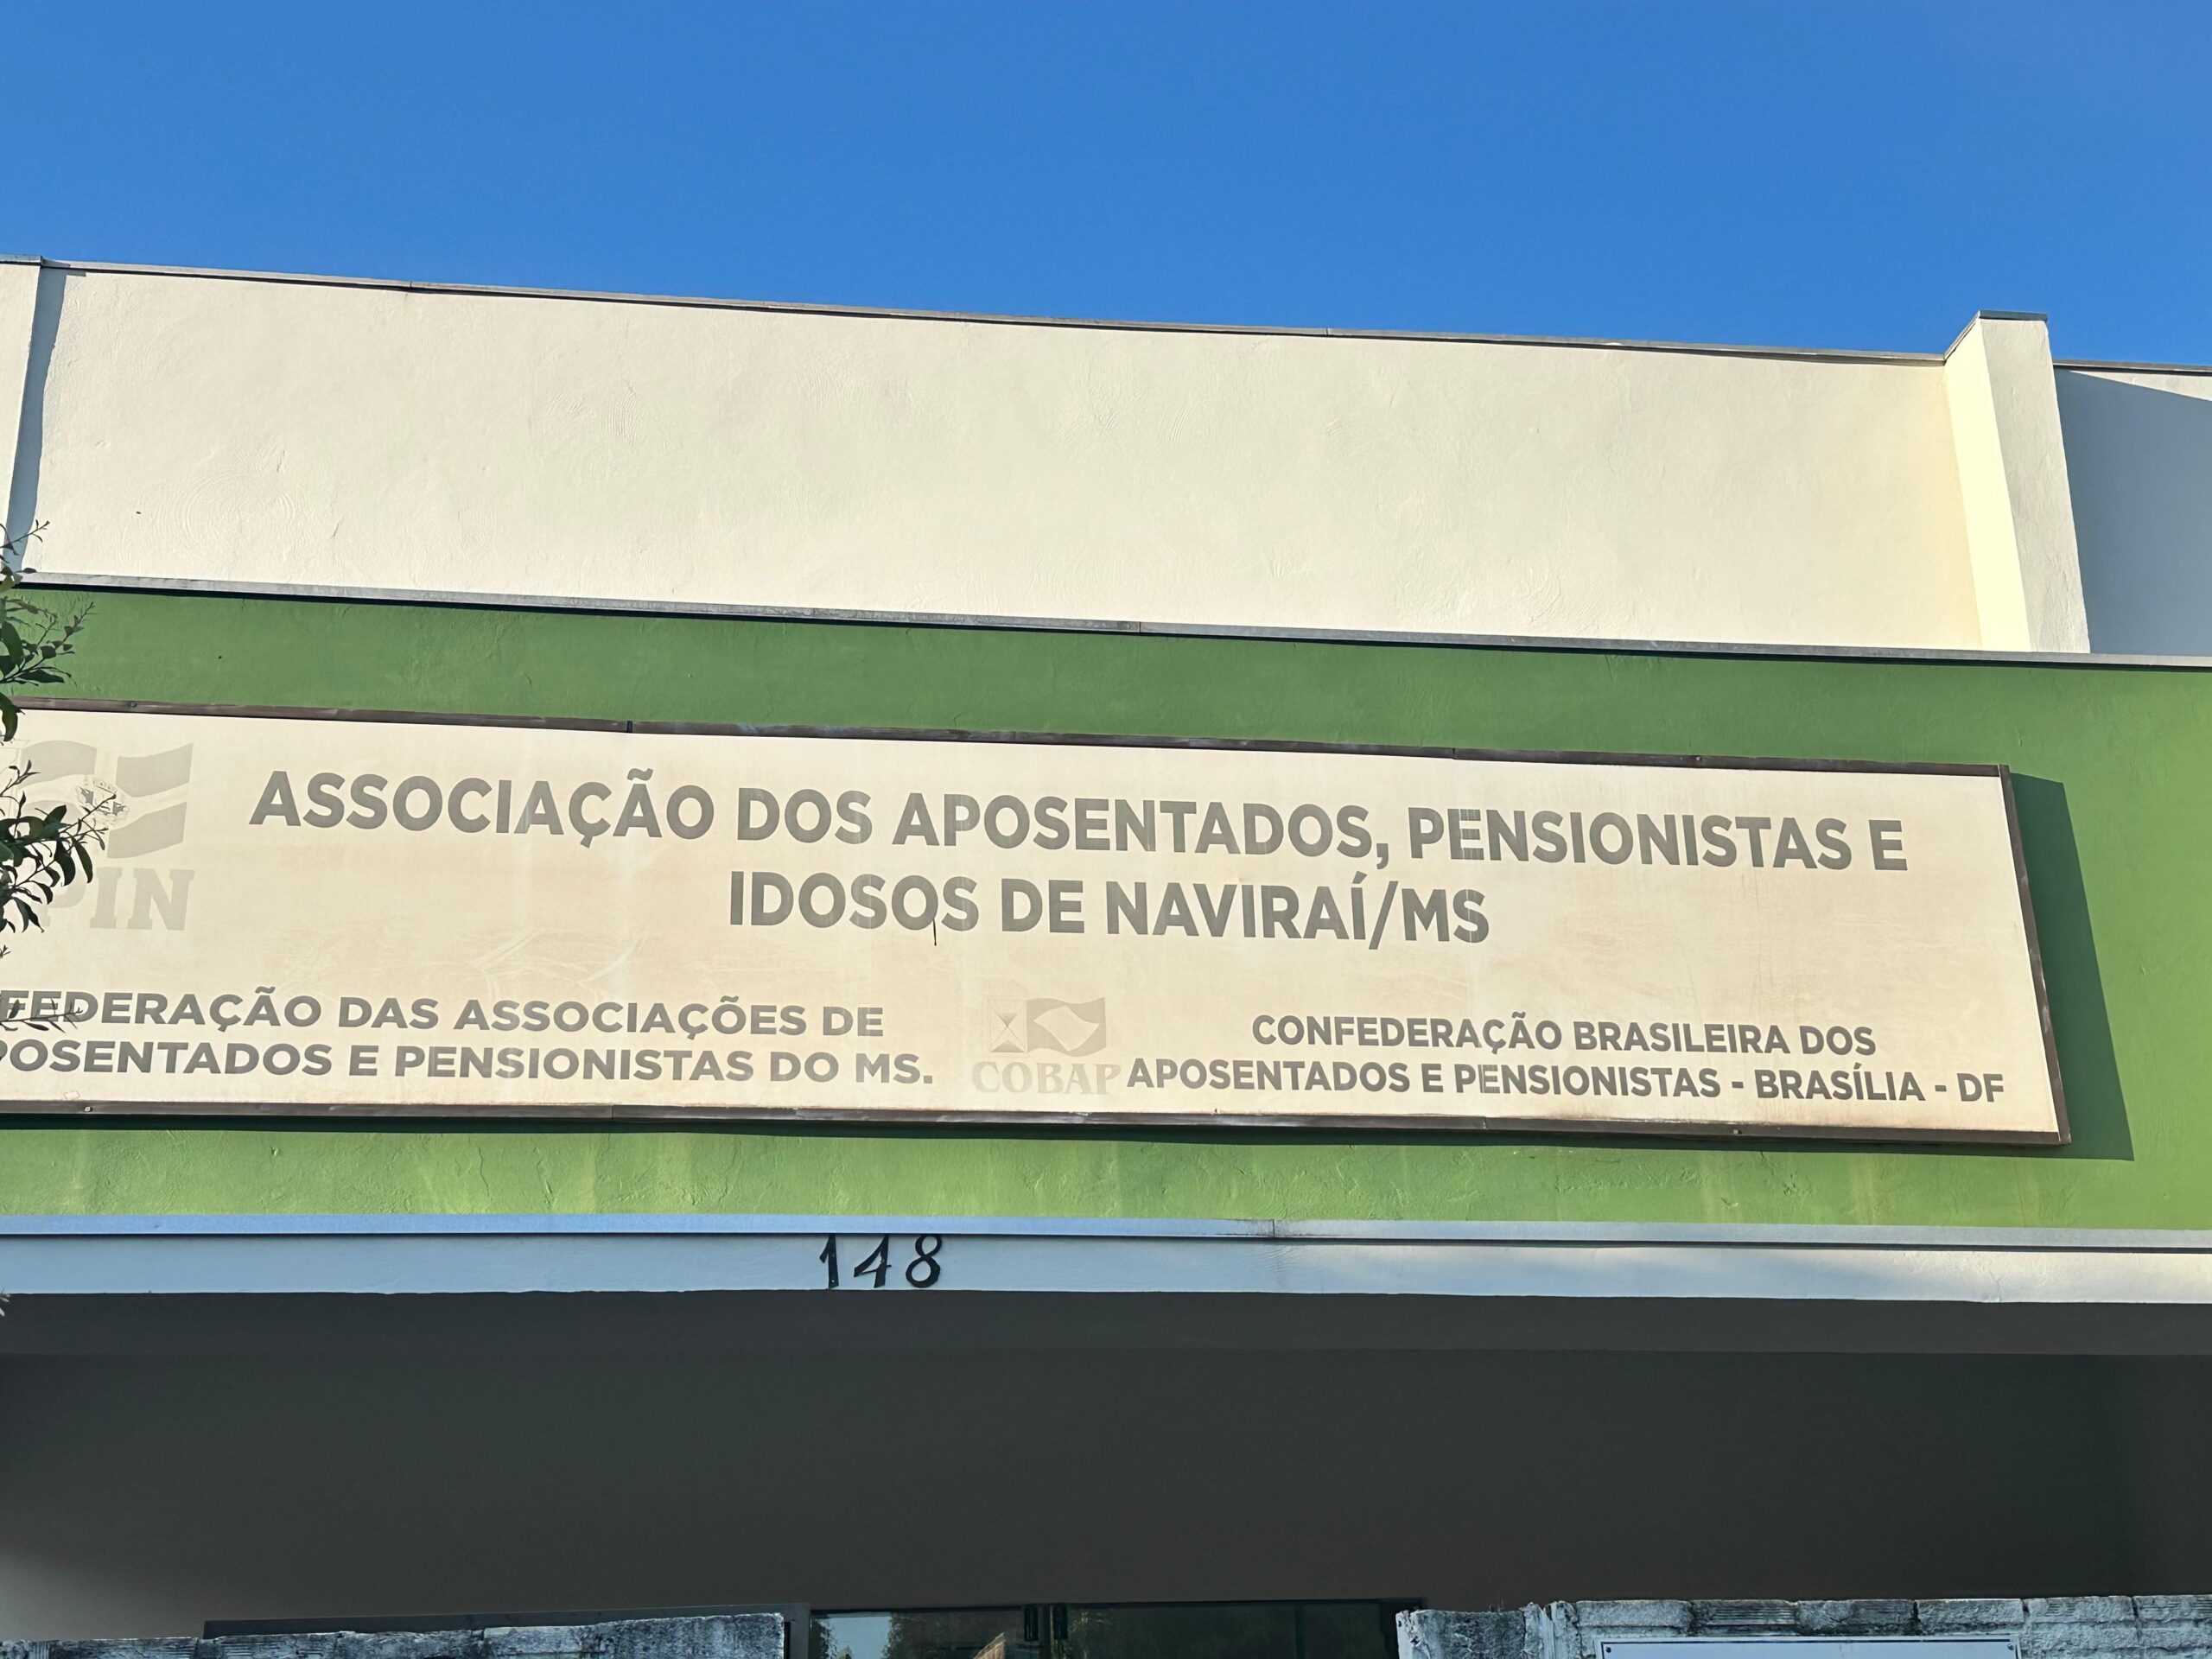 ASSOCIAÇÃO DOS APOSENTADOS, PENSIONISTAS E
IDOSOS DE NAVIRAÍ/MS
PIN
FEDERAÇÃO DAS ASSOCIAÇÕES DE
POSENTADOS E PENSIONISTAS DO MS.
COBAP
CONFEDERAÇÃO BRASILEIRA DOS
APOSENTADOS E PENSIONISTAS - BRASÍLIA - DF
148